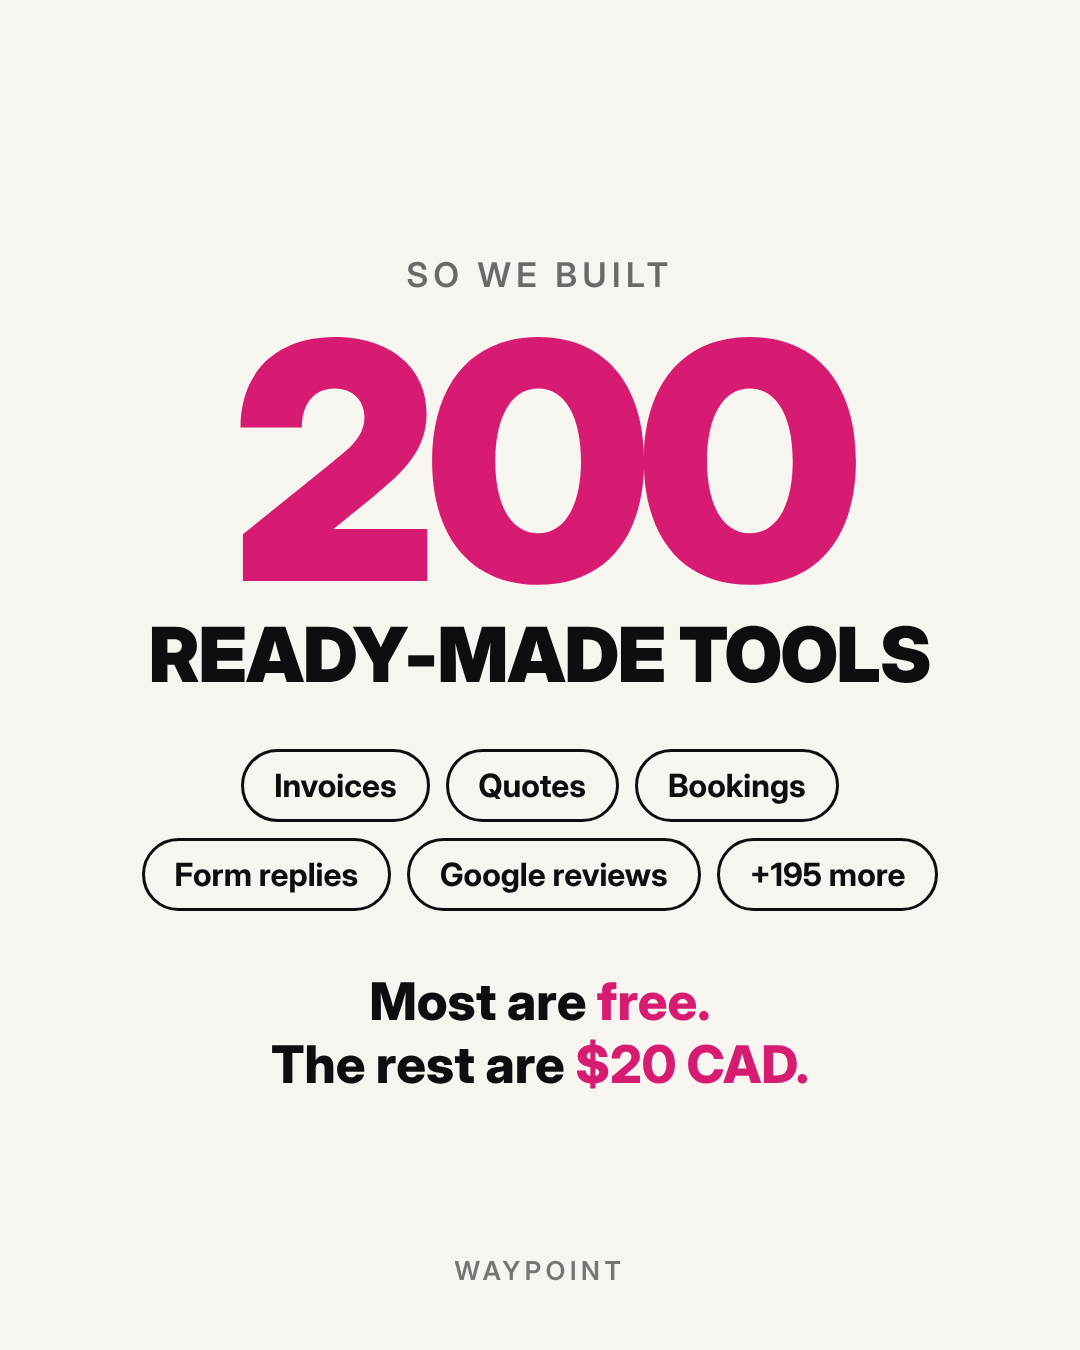 SO WE BUILT
200
READY-MADE TOOLS
Invoices Quotes Bookings
Form replies Google reviews +195 more
Most are free.
The rest are $20 CAD.
WAYPOINT